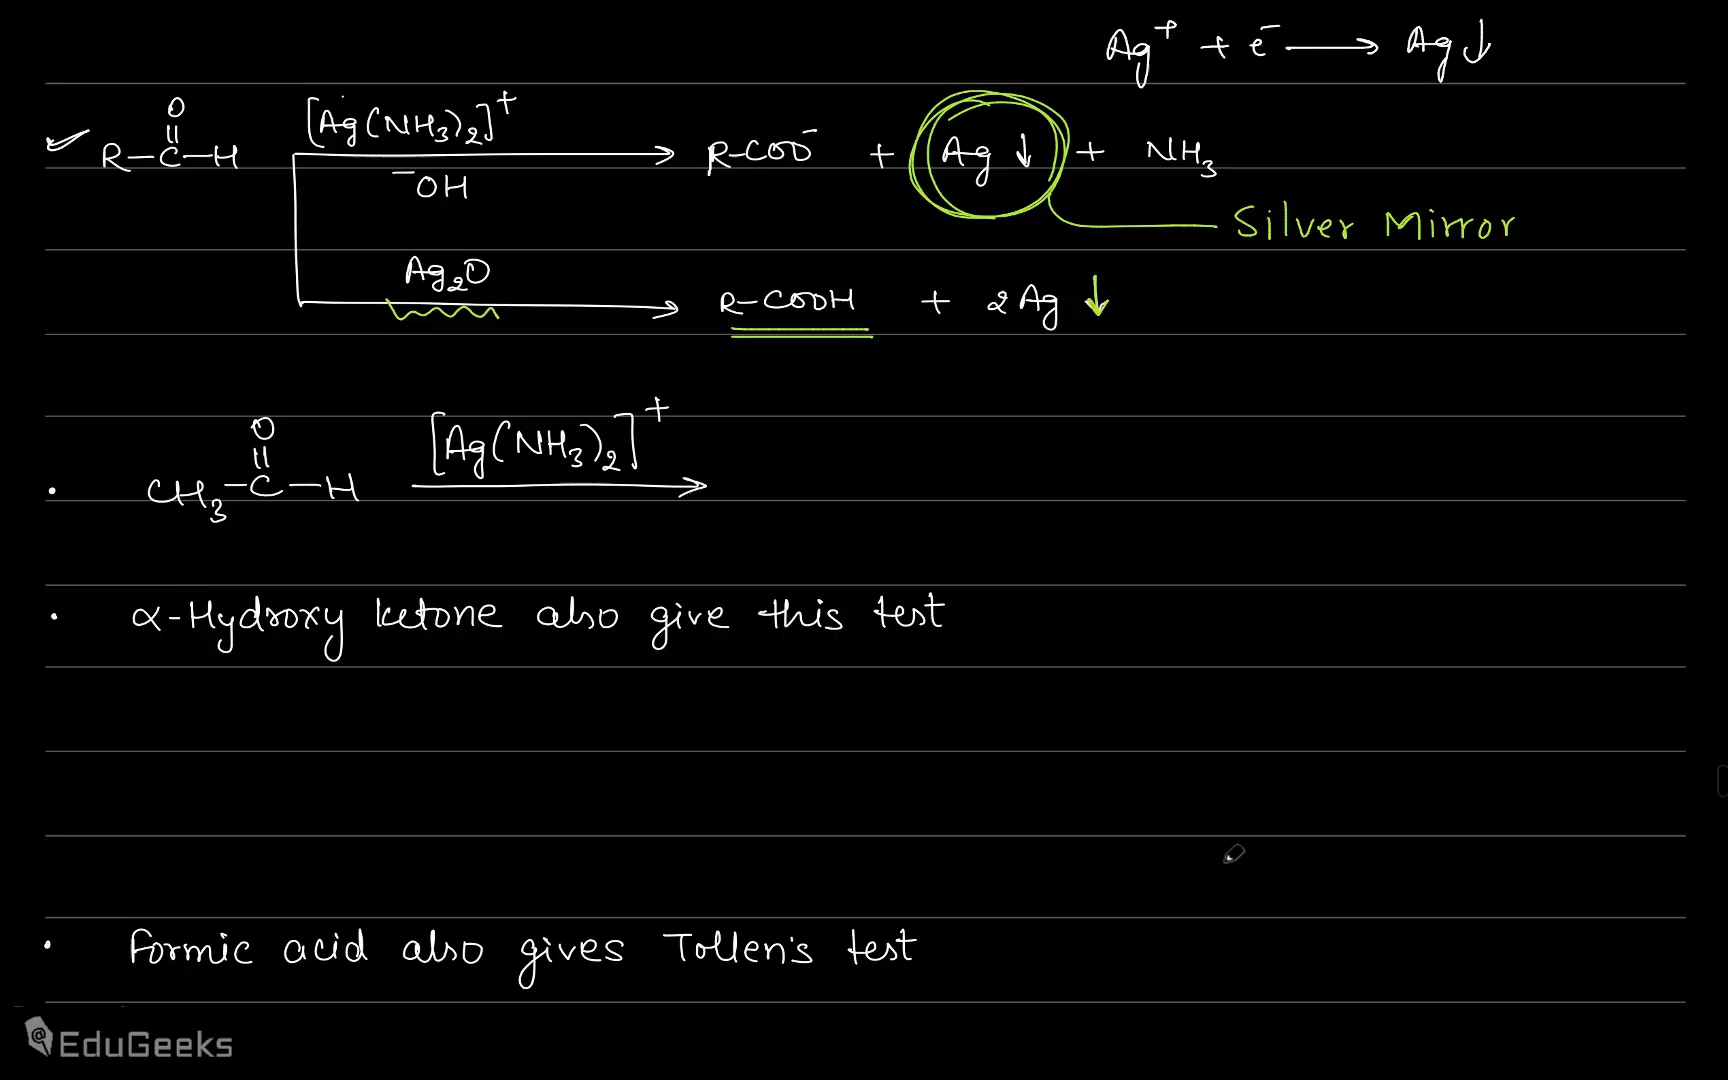 Ag⁺ + e⁻ ⟶ Ag ↓
O
[Ag(NH₃)₂]⁺
✓ R–C–H ⟶ R–COO⁻ + Ag ↓ + NH₃
⁻OH
Silver Mirror
Ag₂O
⟶ R–COOH + 2Ag ↓
O
[Ag(NH₃)₂]⁺
• CH₃–C–H ⟶
• α-Hydroxy ketone also give this test
• Formic acid also gives Tollen's test
EduGeeks